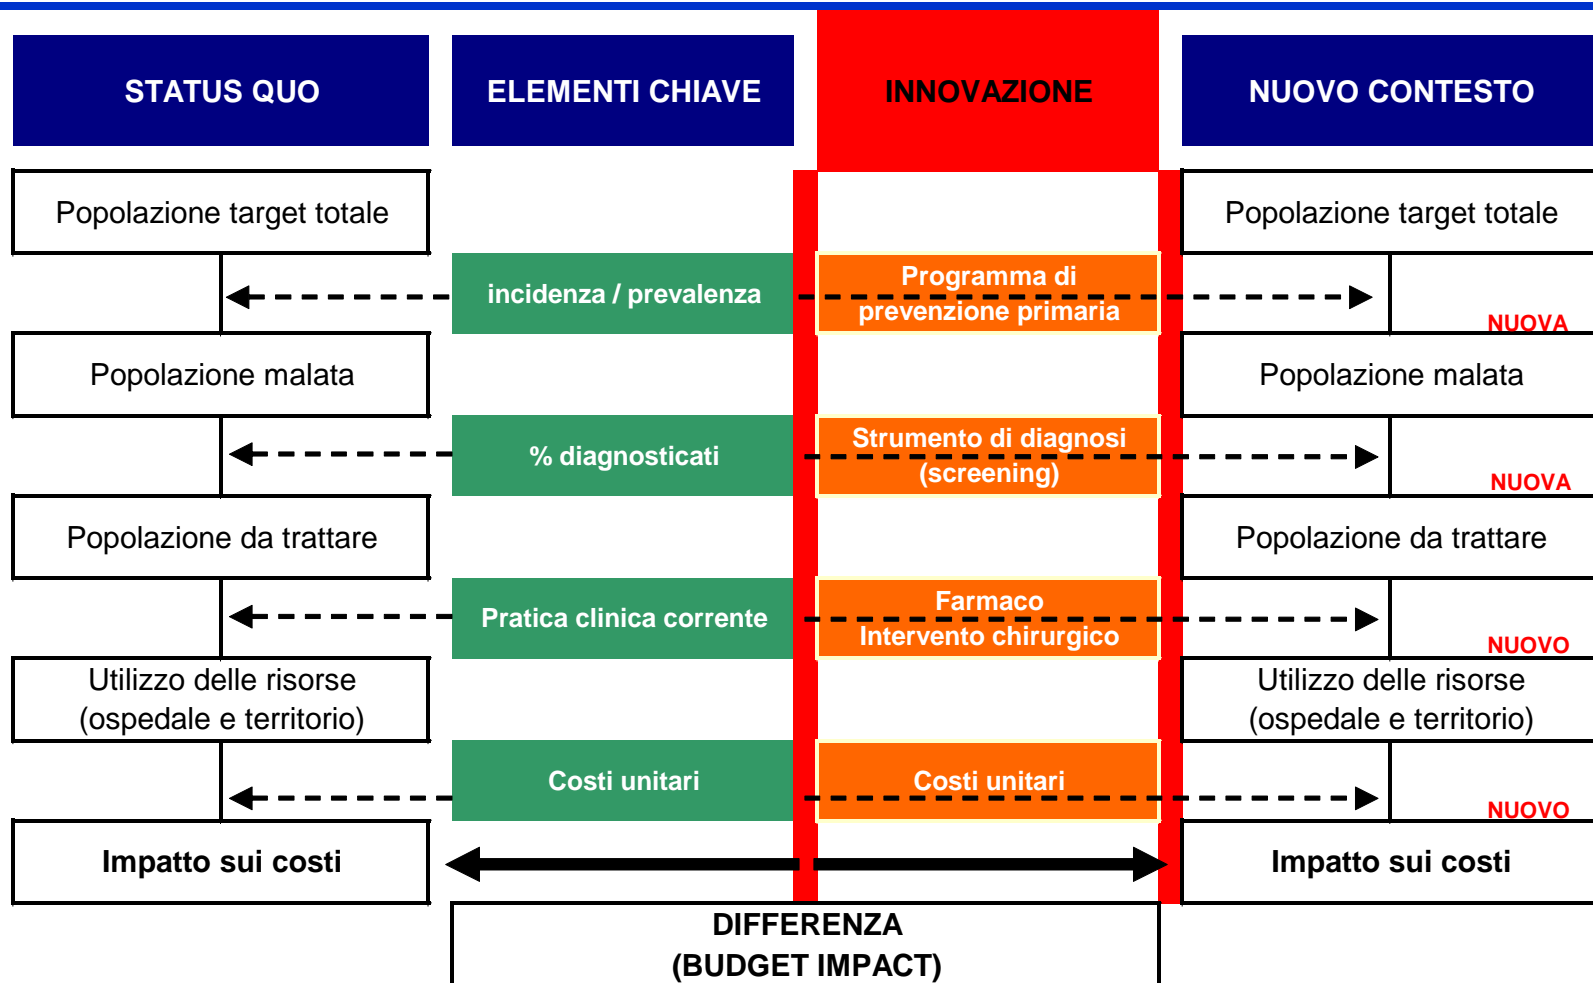 STATUS QUO
ELEMENTI CHIAVE
INNOVAZIONE
NUOVO CONTESTO
Popolazione target totale
Popolazione target totale
incidenza / prevalenza
Programma di
prevenzione primaria
NUOVA
Popolazione malata
Popolazione malata
% diagnosticati
Strumento di diagnosi
(screening)
NUOVA
Popolazione da trattare
Popolazione da trattare
Pratica clinica corrente
Farmaco
Intervento chirurgico
NUOVO
Utilizzo delle risorse
(ospedale e territorio)
Utilizzo delle risorse
(ospedale e territorio)
Costi unitari
Costi unitari
NUOVO
Impatto sui costi
Impatto sui costi
DIFFERENZA
(BUDGET IMPACT)